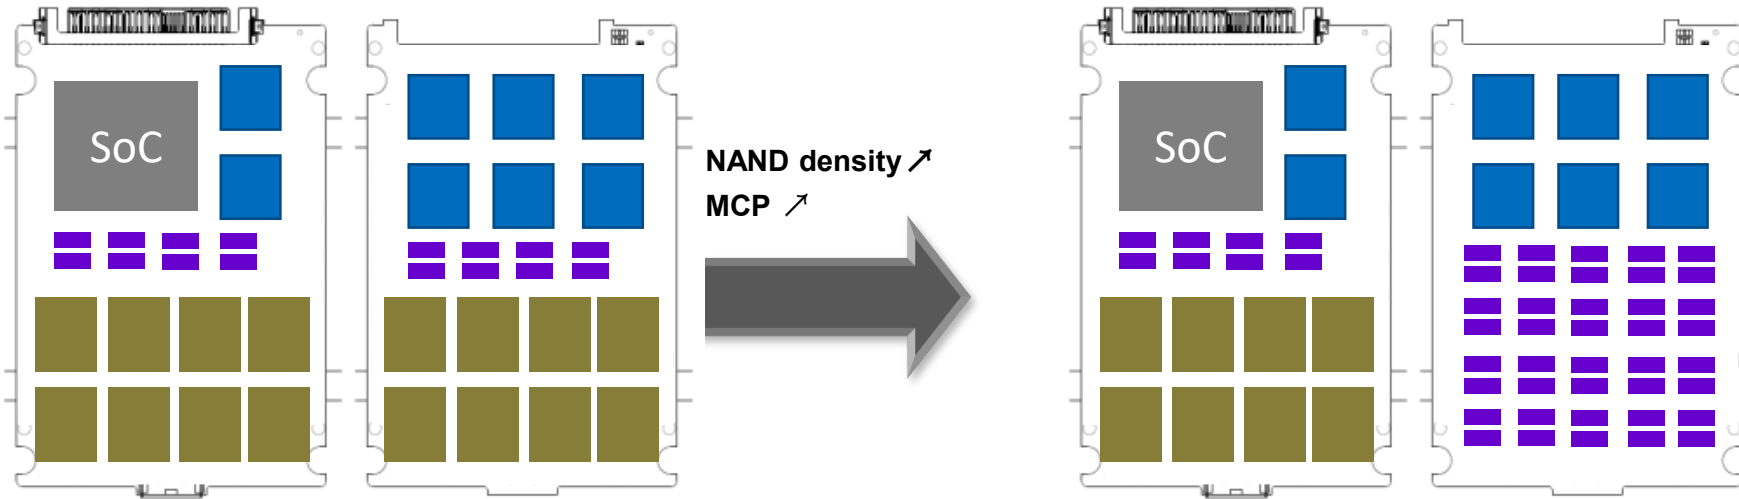 SoC
NAND density ↗
MCP ↗
SoC